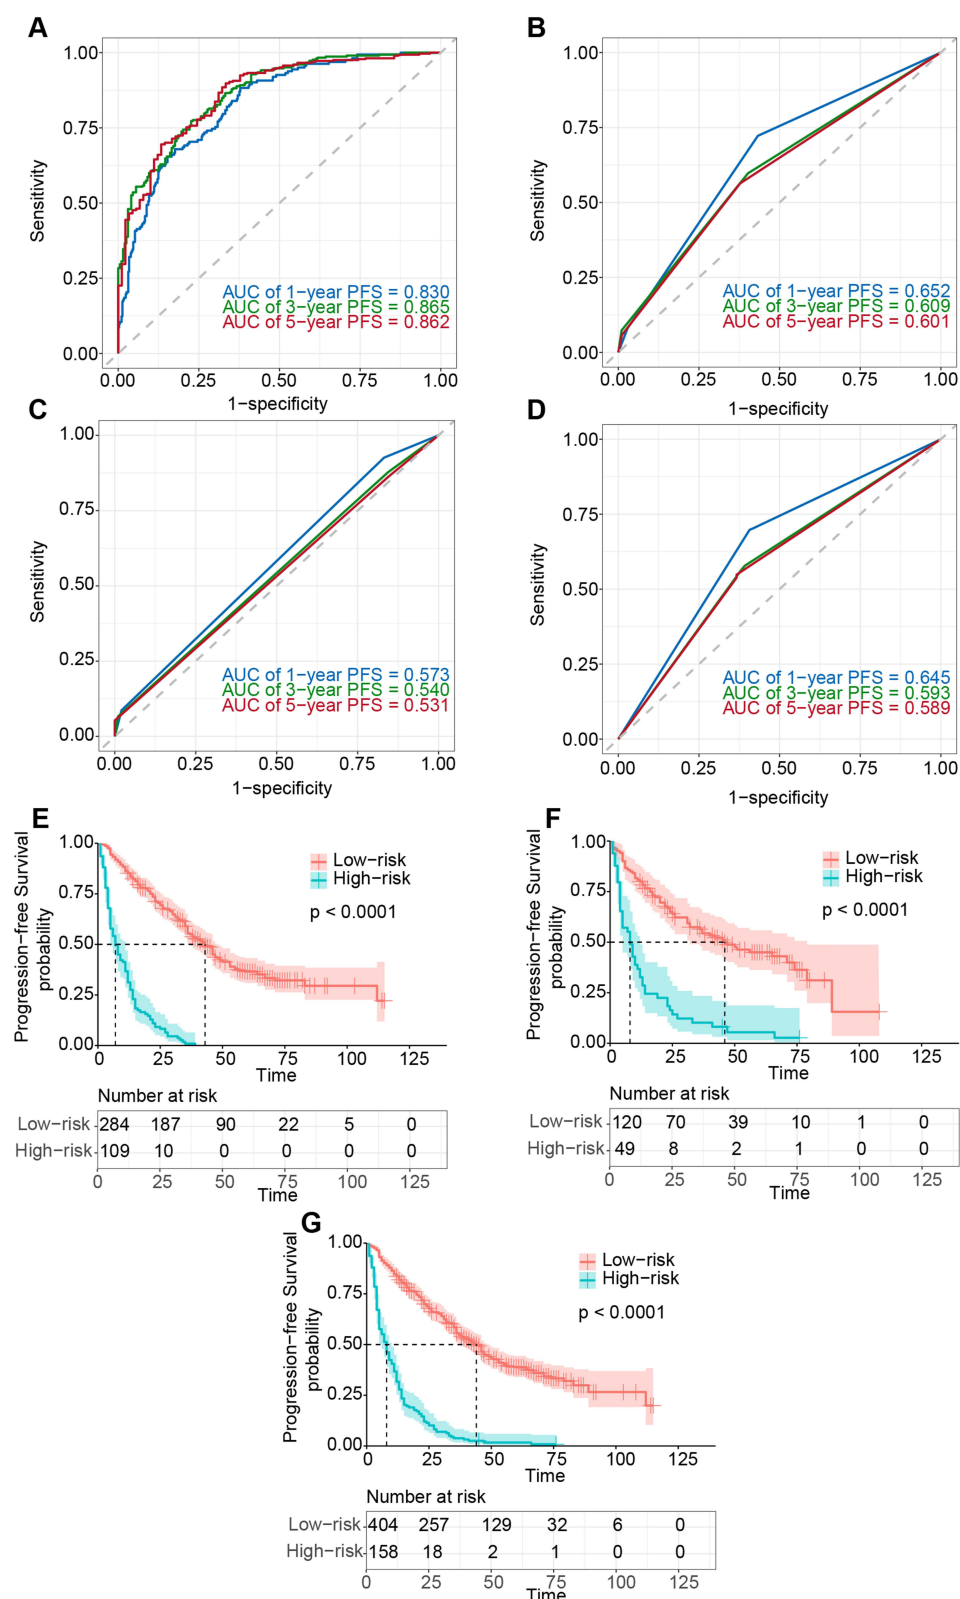 A
1.00
0.75
0.50
0.25
0.00
Sensitivity
AUC of 1−year PFS = 0.830
AUC of 3−year PFS = 0.865
AUC of 5−year PFS = 0.862
0.00 0.25 0.50 0.75 1.00
1−specificity
B
1.00
0.75
0.50
0.25
0.00
Sensitivity
AUC of 1−year PFS = 0.652
AUC of 3−year PFS = 0.609
AUC of 5−year PFS = 0.601
0.00 0.25 0.50 0.75 1.00
1−specificity
C
1.00
0.75
0.50
0.25
0.00
Sensitivity
AUC of 1−year PFS = 0.573
AUC of 3−year PFS = 0.540
AUC of 5−year PFS = 0.531
0.00 0.25 0.50 0.75 1.00
1−specificity
D
1.00
0.75
0.50
0.25
0.00
Sensitivity
AUC of 1−year PFS = 0.645
AUC of 3−year PFS = 0.593
AUC of 5−year PFS = 0.589
0.00 0.25 0.50 0.75 1.00
1−specificity
E
Progression−free Survival
probability
1.00
0.75
0.50
0.25
0.00
Low−risk
High−risk
p < 0.0001
0 25 50 75 100 125
Time
Number at risk
Low−risk 284 187 90 22 5 0
High−risk 109 10 0 0 0 0
0 25 50 75 100 125
Time
F
Progression−free Survival
probability
1.00
0.75
0.50
0.25
0.00
Low−risk
High−risk
p < 0.0001
0 25 50 75 100 125
Time
Number at risk
Low−risk 120 70 39 10 1 0
High−risk 49 8 2 1 0 0
0 25 50 75 100 125
Time
G
Progression−free Survival
probability
1.00
0.75
0.50
0.25
0.00
Low−risk
High−risk
p < 0.0001
0 25 50 75 100 125
Time
Number at risk
Low−risk 404 257 129 32 6 0
High−risk 158 18 2 1 0 0
0 25 50 75 100 125
Time